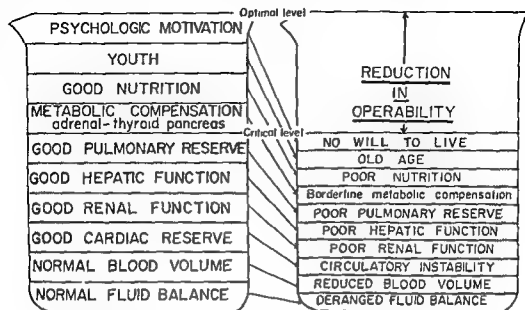 Optimal level
PSYCHOLOGIC MOTIVATION
YOUTH
GOOD NUTRITION
METABOLIC COMPENSATION
adrenal-thyroid pancreas
Critical level
GOOD PULMONARY RESERVE
GOOD HEPATIC FUNCTION
GOOD RENAL FUNCTION
GOOD CARDIAC RESERVE
NORMAL BLOOD VOLUME
NORMAL FLUID BALANCE
REDUCTION
IN
OPERABILITY
NO WILL TO LIVE
OLD AGE
POOR NUTRITION
Borderline metabolic compensation
POOR PULMONARY RESERVE
POOR HEPATIC FUNCTION
POOR RENAL FUNCTION
CIRCULATORY INSTABILITY
REDUCED BLOOD VOLUME
DERANGED FLUID BALANCE